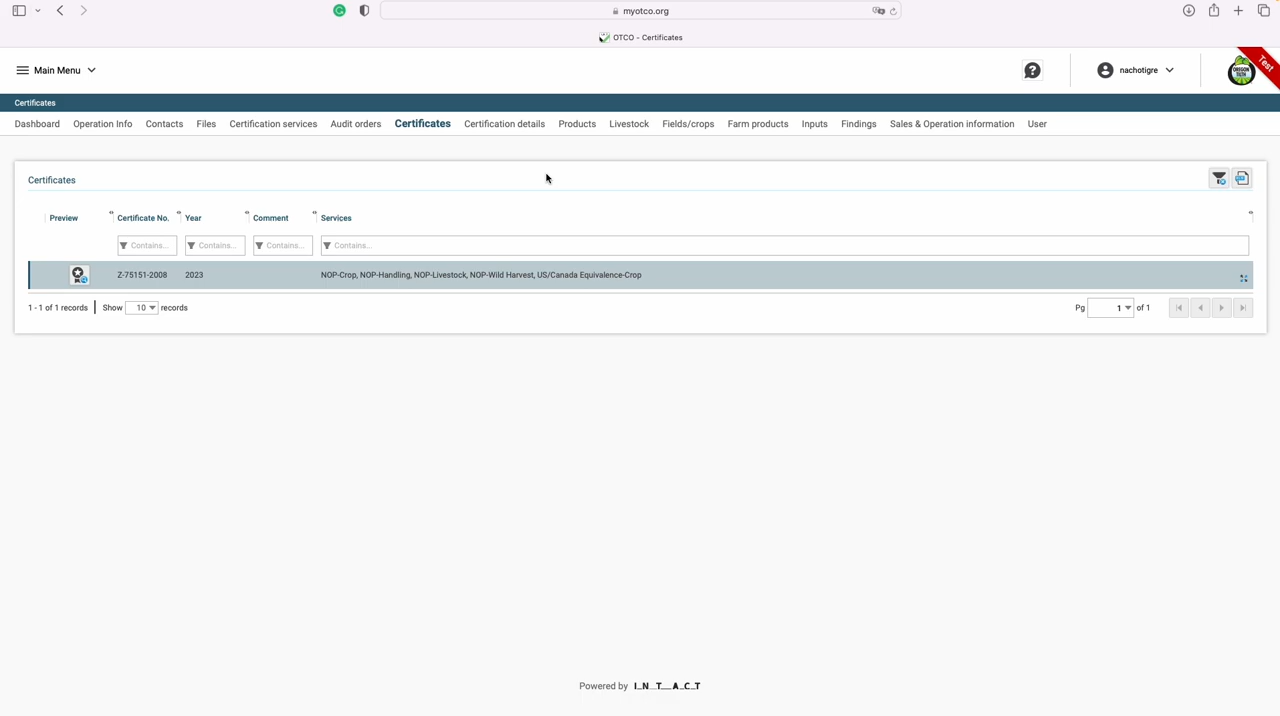 myotco.org
OTCO - Certificates
Main Menu
nachotigre
OREGON TILTH
Test
Certificates
Dashboard Operation Info Contacts Files Certification services Audit orders Certificates Certification details Products Livestock Fields/crops Farm products Inputs Findings Sales & Operation information User
Certificates
Preview Certificate No. Year Comment Services
Contains... Contains... Contains... Contains...
Z-75151-2008 2023 NOP-Crop, NOP-Handling, NOP-Livestock, NOP-Wild Harvest, US/Canada Equivalence-Crop
1 - 1 of 1 records Show 10 records Pg 1 of 1
Powered by I_N_T__A_C_T